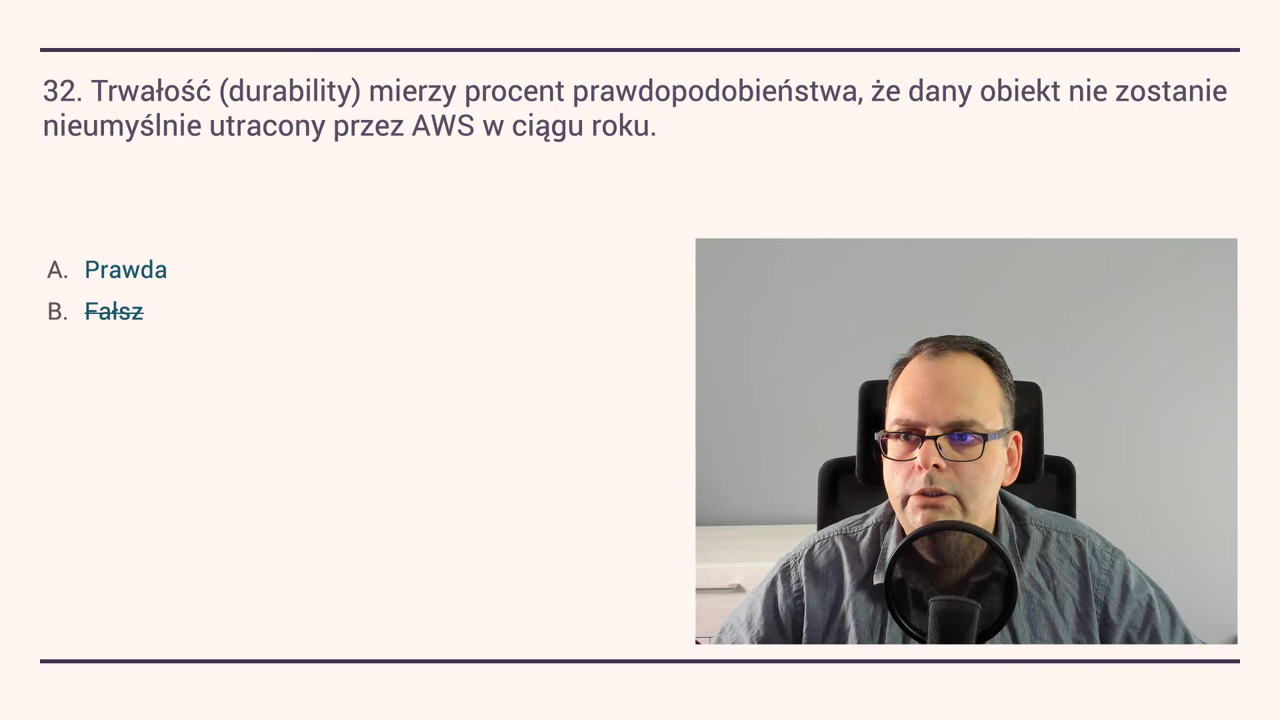 32. Trwałość (durability) mierzy procent prawdopodobieństwa, że dany obiekt nie zostanie
nieumyślnie utracony przez AWS w ciągu roku.
A. Prawda
B. Fałsz